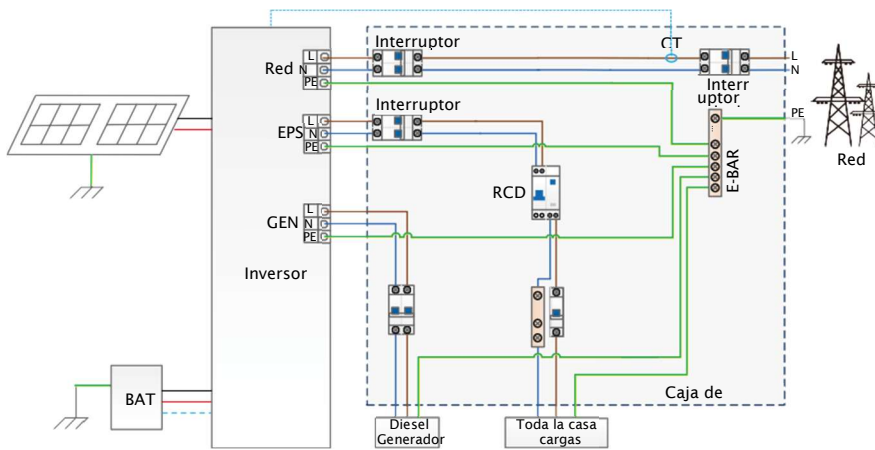 Interruptor
CT
L
Red N
PE
L
N
Interr
uptor
Interruptor
PE
Red
L
EPS N
PE
E-BAR
RCD
L
GEN N
PE
Inversor
BAT
Caja de
Diesel
Generador
Toda la casa
cargas